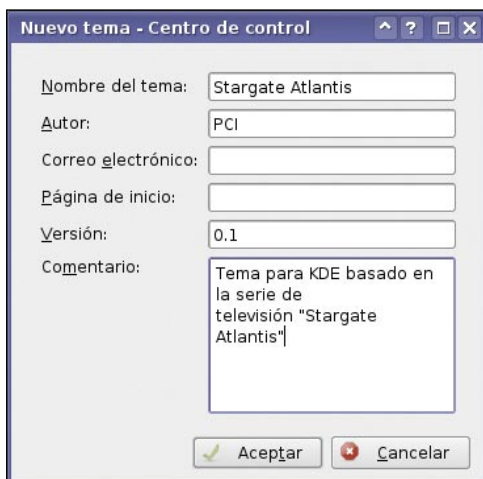 Nuevo tema - Centro de control
Nombre del tema: Stargate Atlantis
Autor: PCI
Correo electrónico:
Página de inicio:
Versión: 0.1
Comentario: Tema para KDE basado en
la serie de
televisión "Stargate
Atlantis"
Aceptar Cancelar